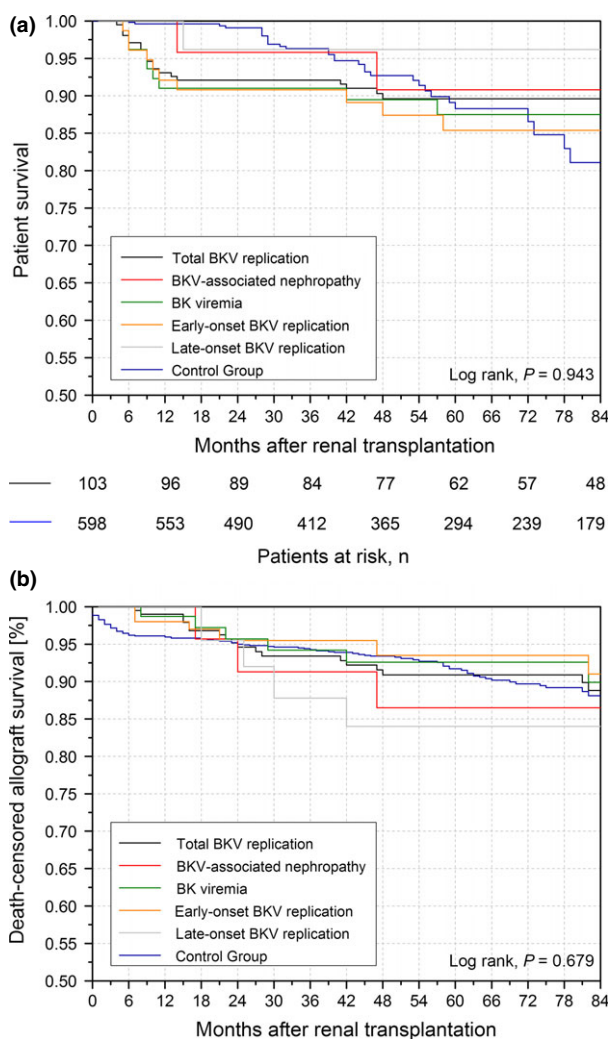 (a)
1.00
0.95
0.90
0.85
0.80
0.75
0.70
0.65
0.60
0.55
0.50
Patient survival
Total BKV replication
BKV-associated nephropathy
BK viremia
Early-onset BKV replication
Late-onset BKV replication
Control Group
Log rank, P = 0.943
0 6 12 18 24 30 36 42 48 54 60 66 72 78 84
Months after renal transplantation
103 96 89 84 77 62 57 48
598 553 490 412 365 294 239 179
Patients at risk, n
(b)
1.00
0.95
0.90
0.85
0.80
0.75
0.70
0.65
0.60
0.55
0.50
Death-censored allograft survival [%]
Total BKV replication
BKV-associated nephropathy
BK viremia
Early-onset BKV replication
Late-onset BKV replication
Control Group
Log rank, P = 0.679
0 6 12 18 24 30 36 42 48 54 60 66 72 78 84
Months after renal transplantation